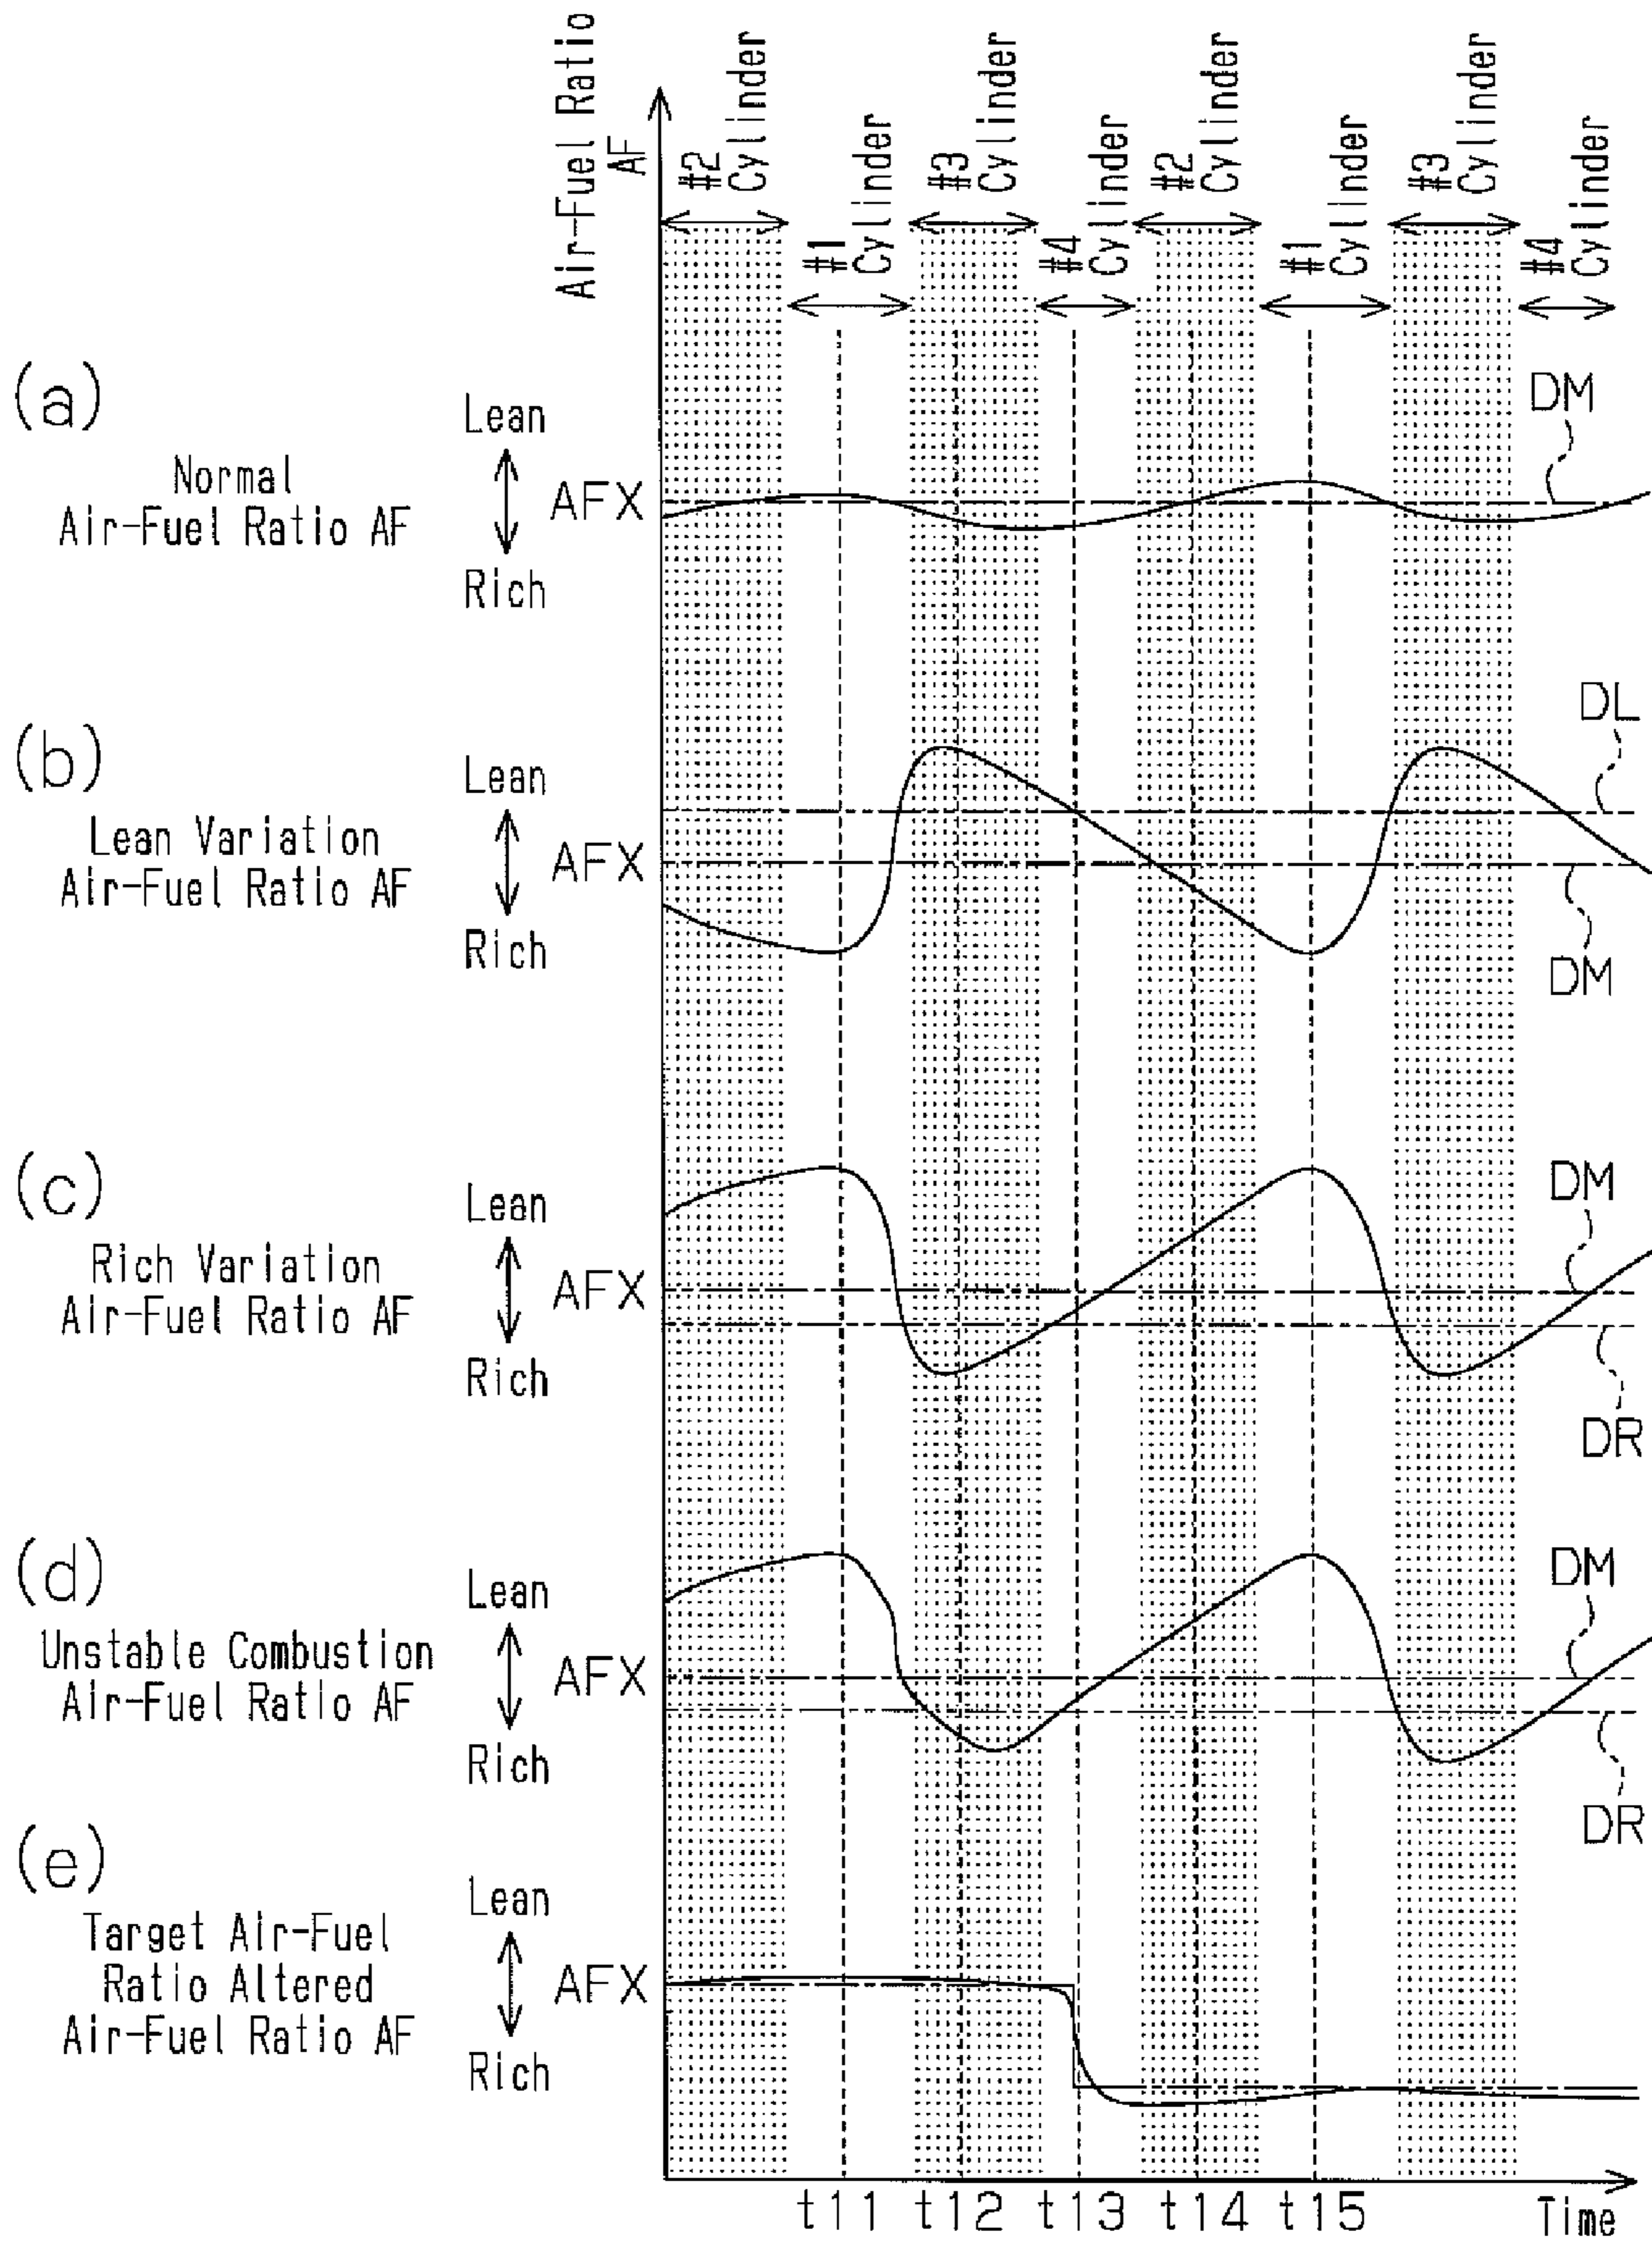 Air-Fuel Ratio
AF
#2
Cylinder
#1
Cylinder
#3
Cylinder
#4
Cylinder
#2
Cylinder
#1
Cylinder
#3
Cylinder
#4
Cylinder
(a)
Normal
Air-Fuel Ratio AF
Lean
AFX
Rich
DM
(b)
Lean Variation
Air-Fuel Ratio AF
Lean
AFX
Rich
DL
DM
(c)
Rich Variation
Air-Fuel Ratio AF
Lean
AFX
Rich
DM
DR
(d)
Unstable Combustion
Air-Fuel Ratio AF
Lean
AFX
Rich
DM
DR
(e)
Target Air-Fuel
Ratio Altered
Air-Fuel Ratio AF
Lean
AFX
Rich
t11 t12 t13 t14 t15 Time